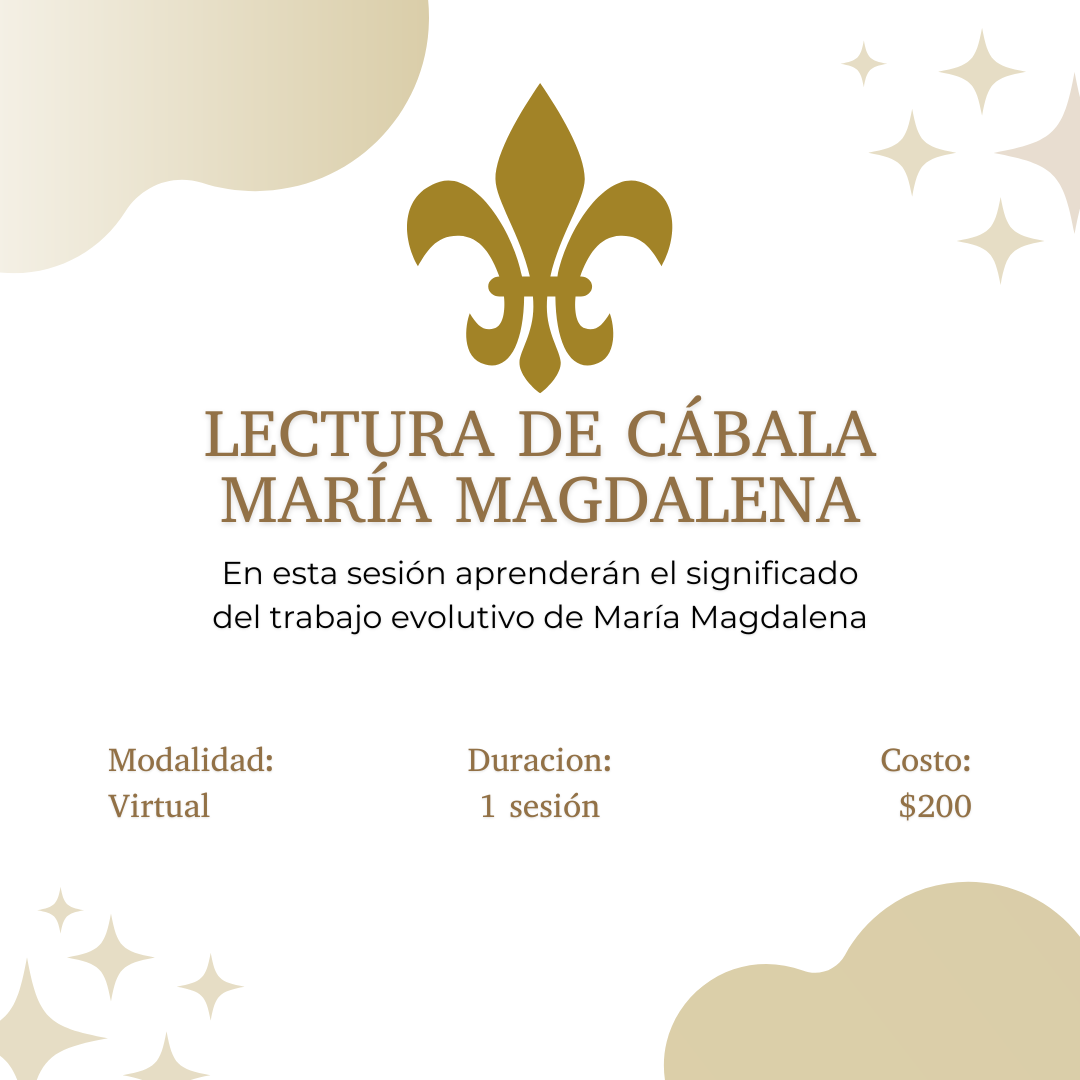 LECTURA DE CÁBALA
MARÍA MAGDALENA
En esta sesión aprenderán el significado
del trabajo evolutivo de María Magdalena
Modalidad:
Virtual
Duracion:
1 sesión
Costo:
$200